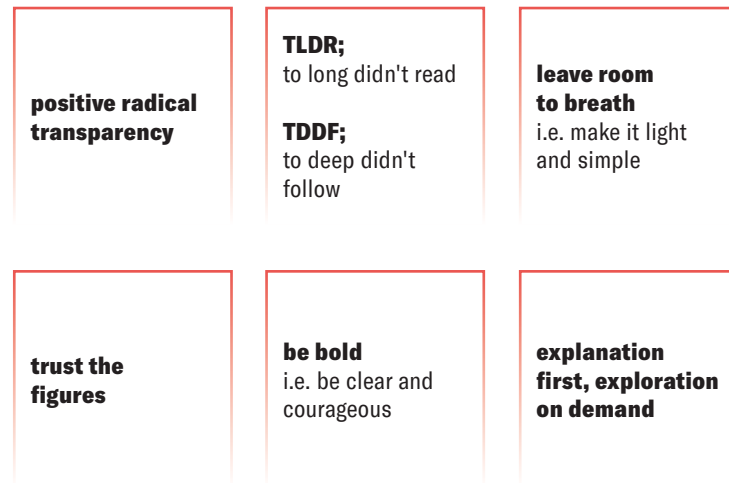 positive radical
transparency
TLDR;
to long didn't read
TDDF;
to deep didn't
follow
leave room
to breath
i.e. make it light
and simple
trust the
figures
be bold
i.e. be clear and
courageous
explanation
first, exploration
on demand